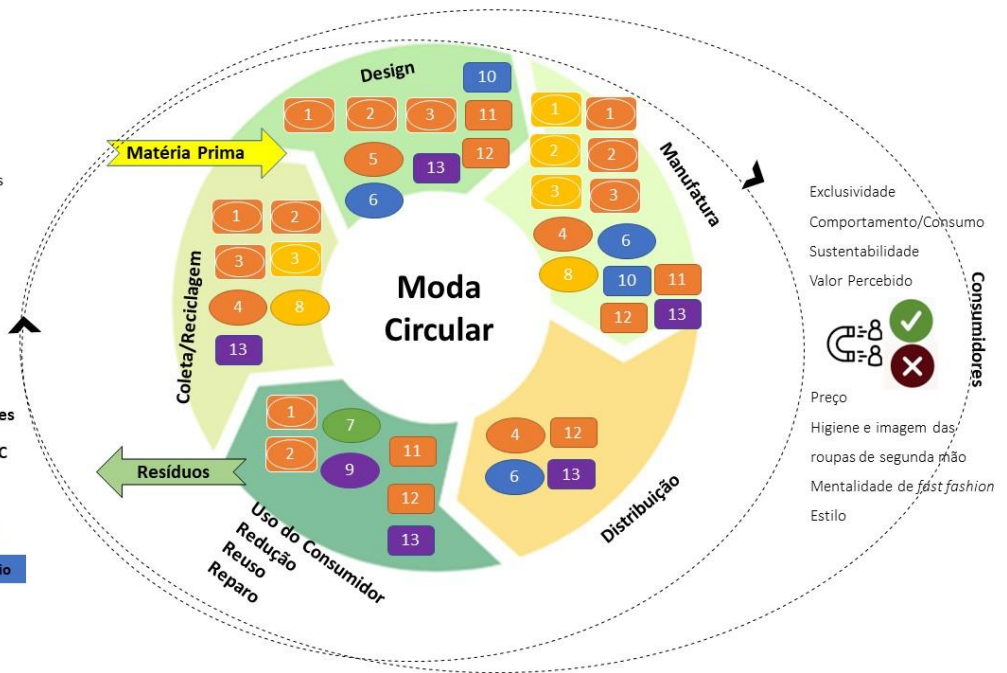 Design
10
1
2
3
11
5
13
12
6
Matéria Prima
Manufatura
1
1
2
2
3
3
4
6
8
10
11
12
13
Coleta/Reciclagem
1
2
3
3
4
8
13
Moda
Circular
1
7
2
9
11
12
13
Resíduos
Uso do Consumidor
Redução
Reuso
Reparo
4
12
6
13
Distribuição
Exclusividade
Comportamento/Consumo
Sustentabilidade
Valor Percebido
Consumidores
Preço
Higiene e imagem das
roupas de segunda mão
Mentalidade de fast fashion
Estilo
s
es
C
io